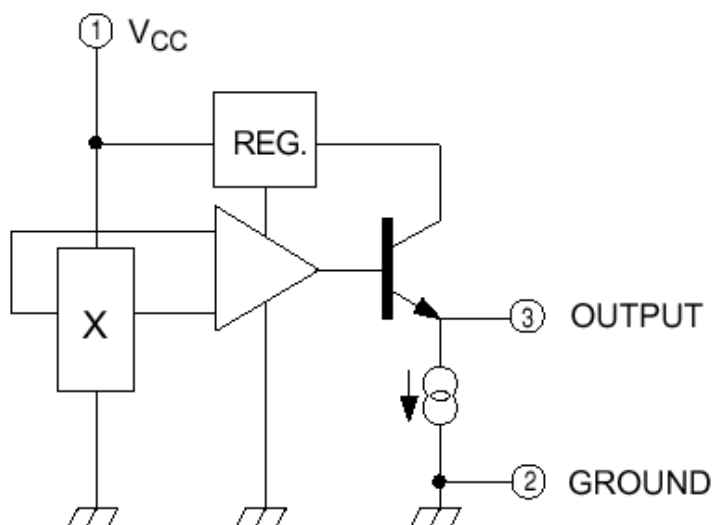 1 VCC
REG.
X
3 OUTPUT
2 GROUND